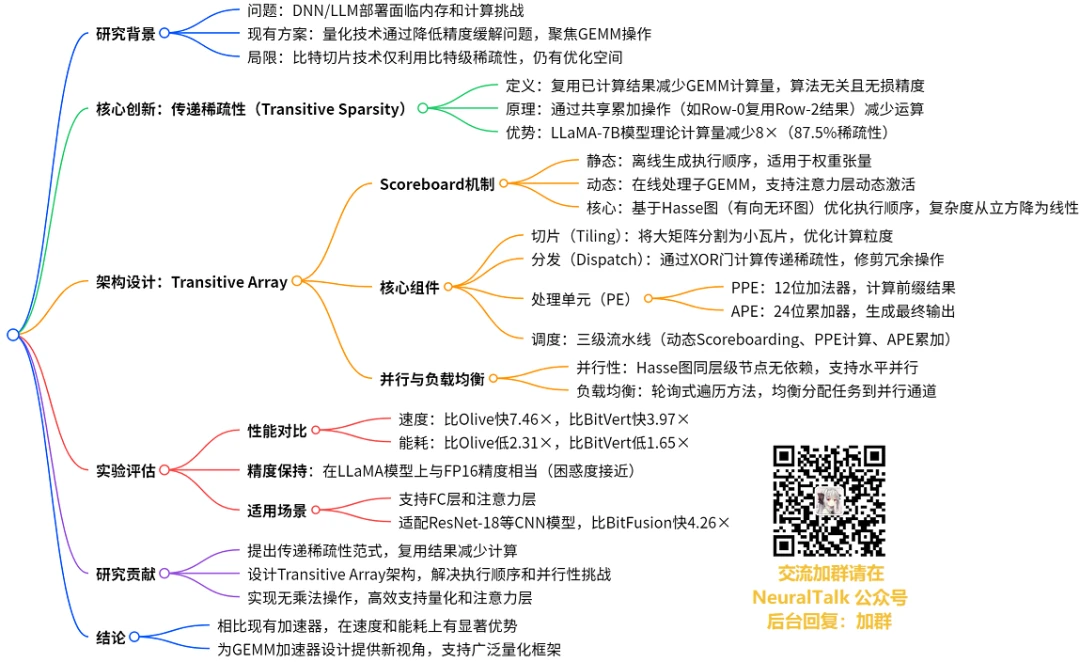 研究背景
问题：DNN/LLM部署面临内存和计算挑战
现有方案：量化技术通过降低精度缓解问题，聚焦GEMM操作
局限：比特切片技术仅利用比特级稀疏性，仍有优化空间
核心创新：传递稀疏性（Transitive Sparsity）
定义：复用已计算结果减少GEMM计算量，算法无关且无损精度
原理：通过共享累加操作（如Row-0复用Row-2结果）减少运算
优势：LLaMA-7B模型理论计算量减少8×（87.5%稀疏性）
架构设计：Transitive Array
Scoreboard机制
静态：离线生成执行顺序，适用于权重张量
动态：在线处理子GEMM，支持注意力层动态激活
核心：基于Hasse图（有向无环图）优化执行顺序，复杂度从立方降为线性
核心组件
切片（Tiling）：将大矩阵分割为小瓦片，优化计算粒度
分发（Dispatch）：通过XOR门计算传递稀疏性，修剪冗余操作
处理单元（PE）
PPE：12位加法器，计算前缀结果
APE：24位累加器，生成最终输出
调度：三级流水线（动态Scoreboarding、PPE计算、APE累加）
并行与负载均衡
并行性：Hasse图同层级节点无依赖，支持水平并行
负载均衡：轮询式遍历方法，均衡分配任务到并行通道
实验评估
性能对比
速度：比Olive快7.46×，比BitVert快3.97×
能耗：比Olive低2.31×，比BitVert低1.65×
精度保持：在LLaMA模型上与FP16精度相当（困惑度接近）
适用场景
支持FC层和注意力层
适配ResNet-18等CNN模型，比BitFusion快4.26×
研究贡献
提出传递稀疏性范式，复用结果减少计算
设计Transitive Array架构，解决执行顺序和并行性挑战
实现无乘法操作，高效支持量化和注意力层
结论
相比现有加速器，在速度和能耗上有显著优势
为GEMM加速器设计提供新视角，支持广泛量化框架
交流加群请在
NeuralTalk 公众号
后台回复：加群